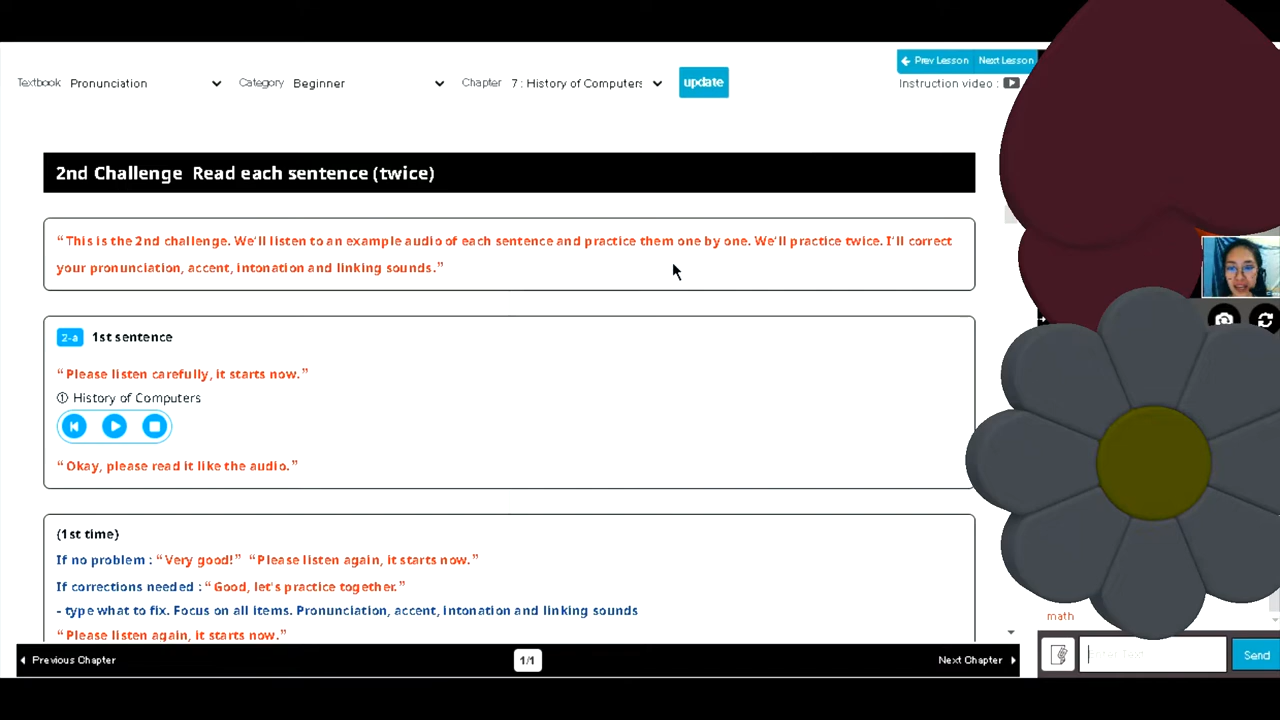 Prev Lesson Next Lesson
Textbook Pronunciation Category Beginner Chapter 7 : History of Computers update Instruction video :
2nd Challenge Read each sentence (twice)
“This is the 2nd challenge. We'll listen to an example audio of each sentence and practice them one by one. We'll practice twice. I'll correct
your pronunciation, accent, intonation and linking sounds.”
2-a 1st sentence
“Please listen carefully, it starts now.”
① History of Computers
“Okay, please read it like the audio.”
(1st time)
If no problem : “Very good!” “Please listen again, it starts now.”
If corrections needed : “Good, let's practice together.”
- type what to fix. Focus on all items. Pronunciation, accent, intonation and linking sounds
“Please listen again, it starts now.”
math
Enter Text Send
Previous Chapter 1/1 Next Chapter